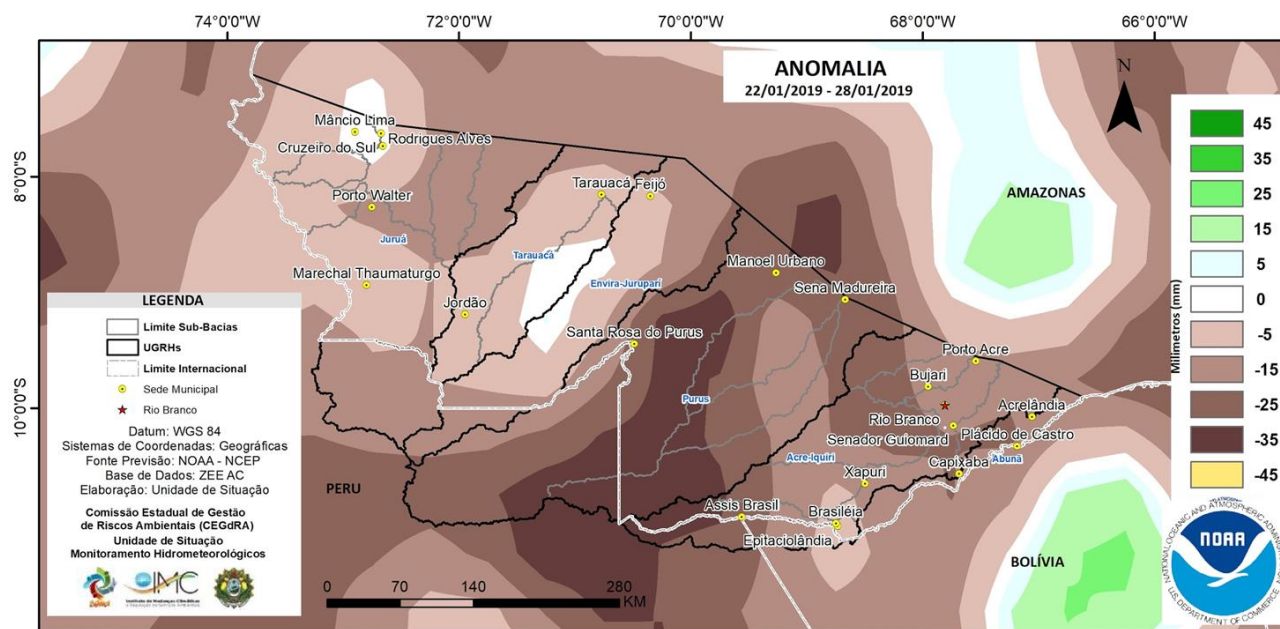 74°0'0"W
72°0'0"W
70°0'0"W
68°0'0"W
66°0'0"W
ANOMALIA
22/01/2019 - 28/01/2019
N
8°0'0"S
10°0'0"S
Mâncio Lima
Rodrigues Alves
Cruzeiro do Sul
Porto Walter
Juruá
Marechal Thaumaturgo
Tarauacá
Feijó
Tarauacá
Envira-Jurupari
Jordão
Santa Rosa do Purus
Manoel Urbano
Sena Madureira
Purus
Porto Acre
Bujari
Rio Branco
Acrelândia
Senador Guiomard
Plácido de Castro
Acre-Iquiri
Abunã
Xapuri
Capixaba
Assis Brasil
Brasiléia
Epitaciolândia
AMAZONAS
PERU
BOLÍVIA
Milímetros (mm)
45
35
25
15
5
0
-5
-15
-25
-35
-45
LEGENDA
Limite Sub-Bacias
UGRHs
Limite Internacional
Sede Municipal
Rio Branco
Datum: WGS 84
Sistemas de Coordenadas: Geográficas
Fonte Previsão: NOAA - NCEP
Base de Dados: ZEE AC
Elaboração: Unidade de Situação
Comissão Estadual de Gestão
de Riscos Ambientais (CEGdRA)
Unidade de Situação
Monitoramento Hidrometeorológicos
IMC
0 70 140 280
KM
NOAA